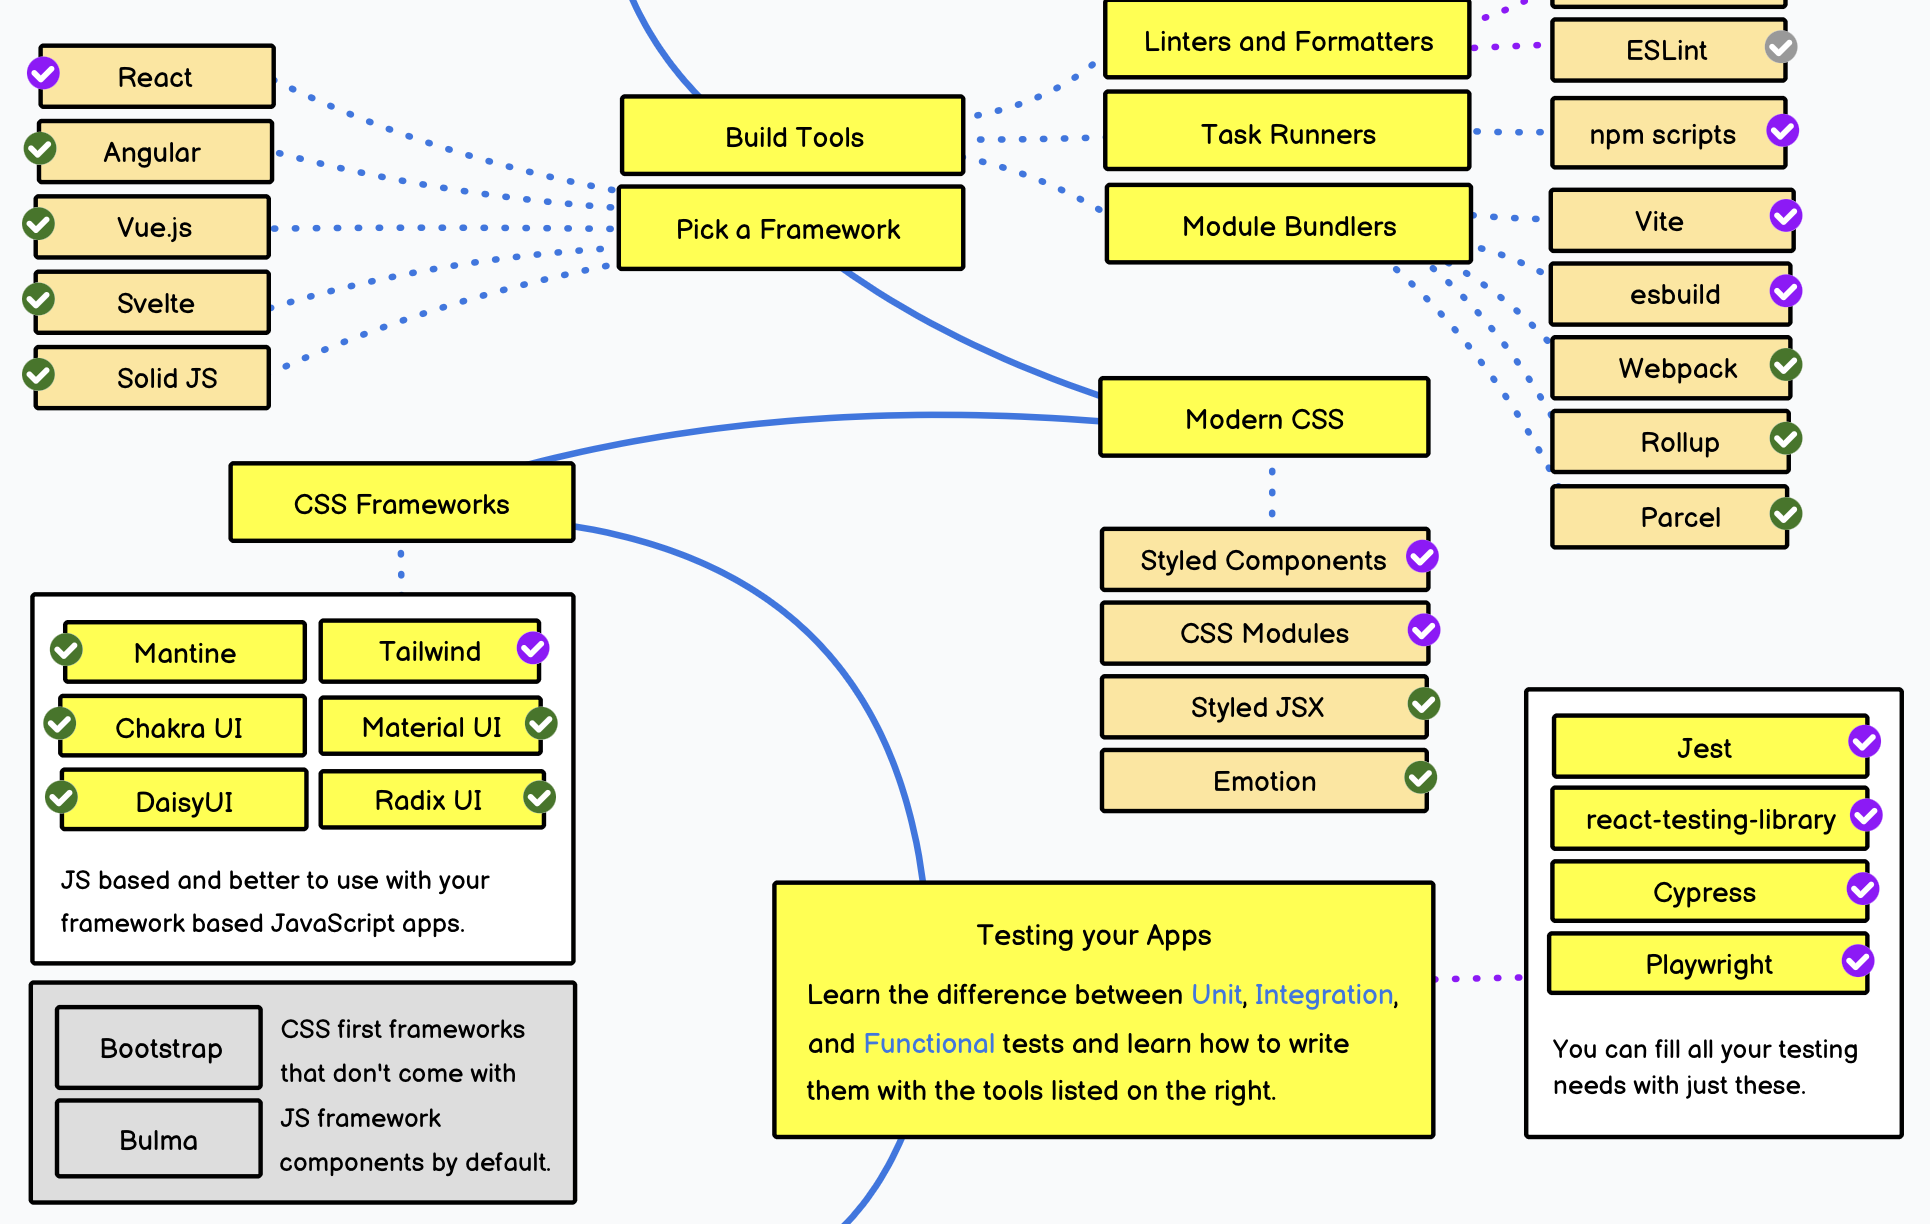 React
Angular
Vue.js
Svelte
Solid JS
Build Tools
Pick a Framework
Linters and Formatters
Task Runners
Module Bundlers
ESLint
npm scripts
Vite
esbuild
Webpack
Rollup
Parcel
Modern CSS
Styled Components
CSS Modules
Styled JSX
Emotion
CSS Frameworks
Mantine
Tailwind
Chakra UI
Material UI
DaisyUI
Radix UI
JS based and better to use with your
framework based JavaScript apps.
Bootstrap
Bulma
CSS first frameworks
that don't come with
JS framework
components by default.
Testing your Apps
Learn the difference between Unit, Integration,
and Functional tests and learn how to write
them with the tools listed on the right.
Jest
react-testing-library
Cypress
Playwright
You can fill all your testing
needs with just these.